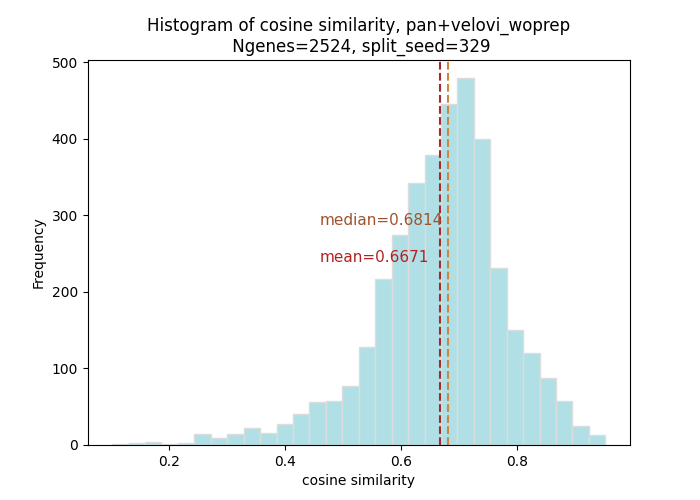 Histogram of cosine similarity, pan+velovi_woprep
Ngenes=2524, split_seed=329
500
400
300
200
100
0
Frequency
median=0.6814
mean=0.6671
0.2 0.4 0.6 0.8
cosine similarity